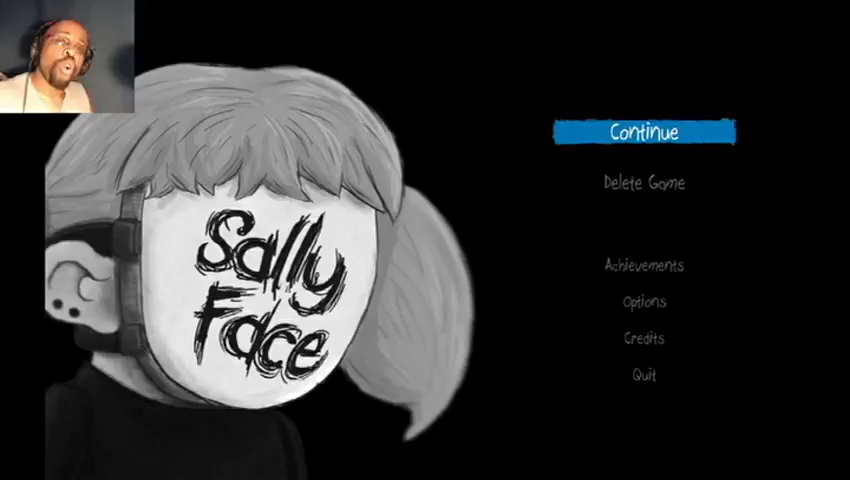 Sally
Face
Continue
Delete Game
Achievements
Options
Credits
Quit